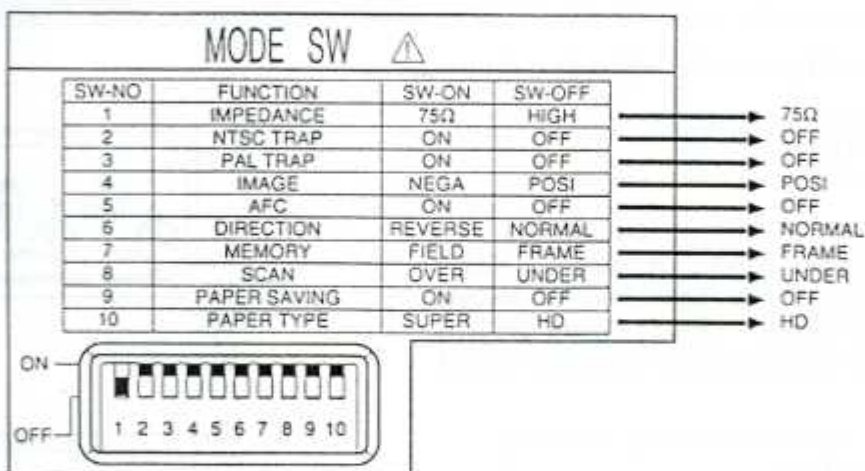 MODE SW
SW-NO FUNCTION SW-ON SW-OFF
1 IMPEDANCE 75Ω HIGH 75Ω
2 NTSC TRAP ON OFF OFF
3 PAL TRAP ON OFF OFF
4 IMAGE NEGA POSI POSI
5 AFC ON OFF OFF
6 DIRECTION REVERSE NORMAL NORMAL
7 MEMORY FIELD FRAME FRAME
8 SCAN OVER UNDER UNDER
9 PAPER SAVING ON OFF OFF
10 PAPER TYPE SUPER HD HD
ON
OFF
1 2 3 4 5 6 7 8 9 10